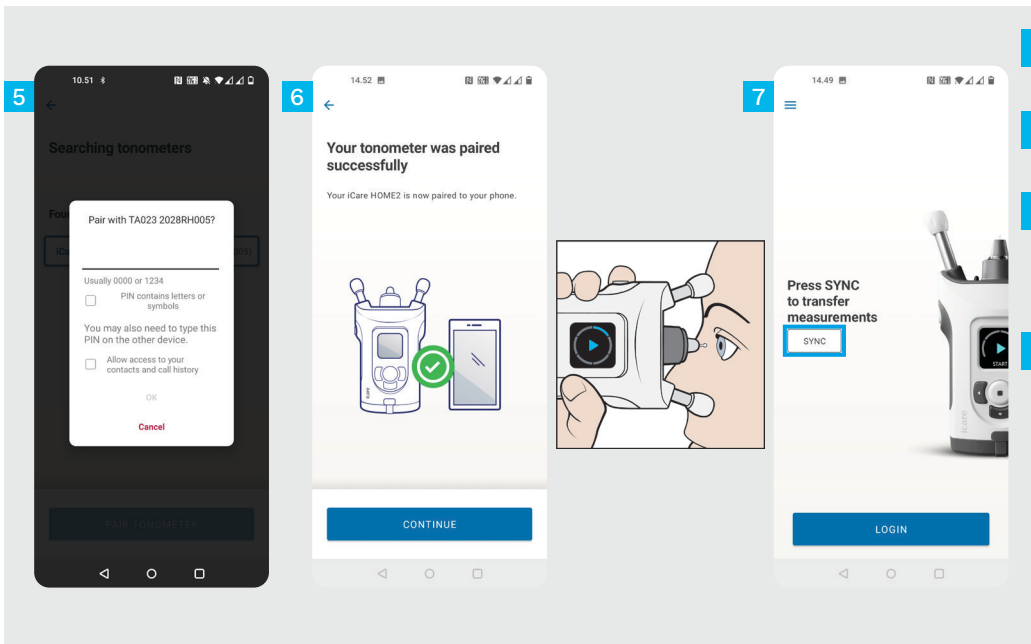 5
10.51
Searching tonometers
Pair with TA023 2028RH005?
Usually 0000 or 1234
PIN contains letters or
symbols
You may also need to type this
PIN on the other device.
Allow access to your
contacts and call history
OK
Cancel
PAIR TONOMETER
6
14.52
Your tonometer was paired
successfully
Your iCare HOME2 is now paired to your phone.
icare
CONTINUE
7
14.49
Press SYNC
to transfer
measurements
SYNC
START
icare
LOGIN